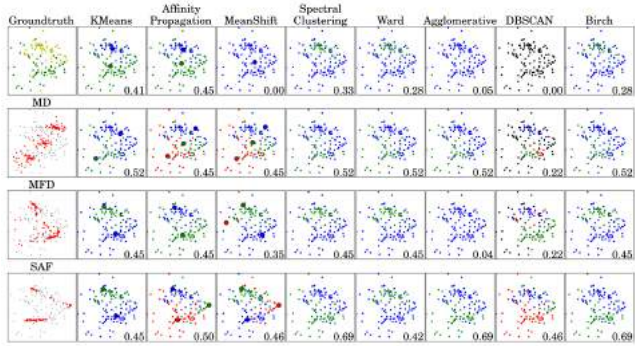 Groundtruth KMeans Affinity Propagation MeanShift Spectral Clustering Ward Agglomerative DBSCAN Birch
0.41 0.45 0.00 0.33 0.28 0.05 0.00 0.28
MD
0.52 0.45 0.45 0.52 0.52 0.52 0.22 0.52
MFD
0.45 0.45 0.35 0.45 0.45 0.04 0.22 0.45
SAF
0.45 0.50 0.46 0.69 0.42 0.69 0.46 0.69